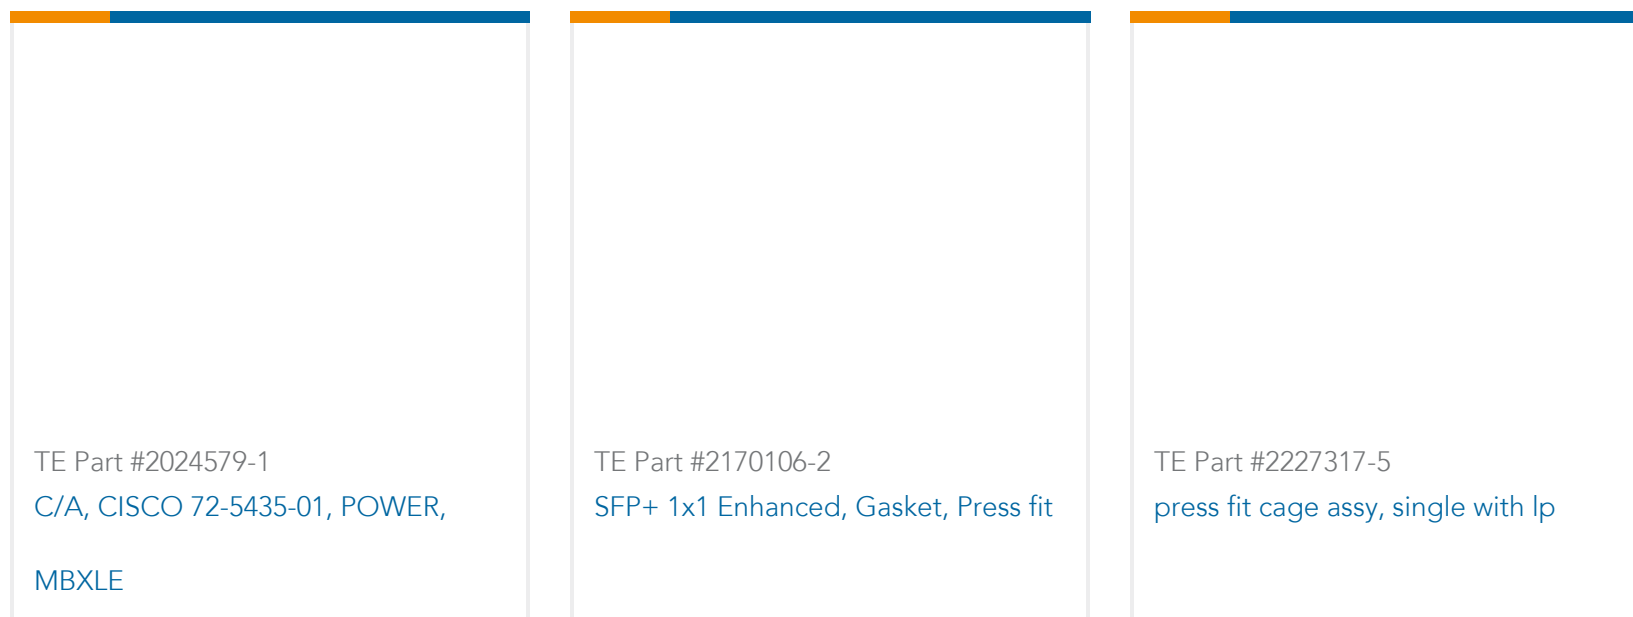 TE Part #2024579-1
C/A, CISCO 72-5435-01, POWER,
MBXLE
TE Part #2170106-2
SFP+ 1x1 Enhanced, Gasket, Press fit
TE Part #2227317-5
press fit cage assy, single with lp